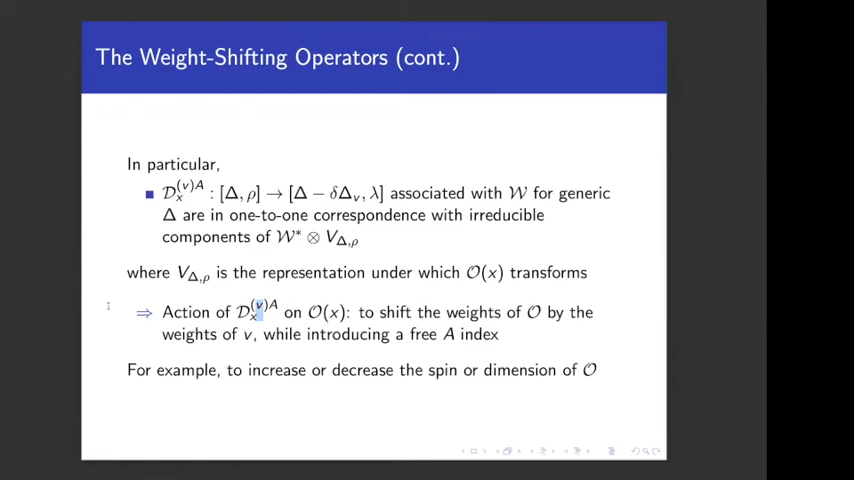 The Weight-Shifting Operators (cont.)
In particular,
𝒟ₓ⁽ᵛ⁾ᴬ : [Δ, ρ] → [Δ − δΔᵥ, λ] associated with 𝒲 for generic
Δ are in one-to-one correspondence with irreducible
components of 𝒲* ⊗ V_{Δ,ρ}
where V_{Δ,ρ} is the representation under which 𝒪(x) transforms
⇒ Action of 𝒟ₓ⁽ᵛ⁾ᴬ on 𝒪(x): to shift the weights of 𝒪 by the
weights of v, while introducing a free A index
For example, to increase or decrease the spin or dimension of 𝒪